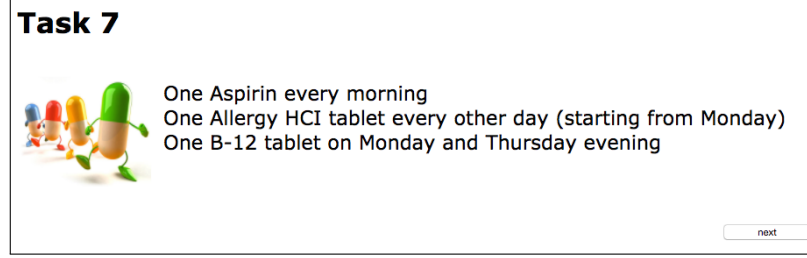 Task 7
One Aspirin every morning
One Allergy HCI tablet every other day (starting from Monday)
One B-12 tablet on Monday and Thursday evening
next